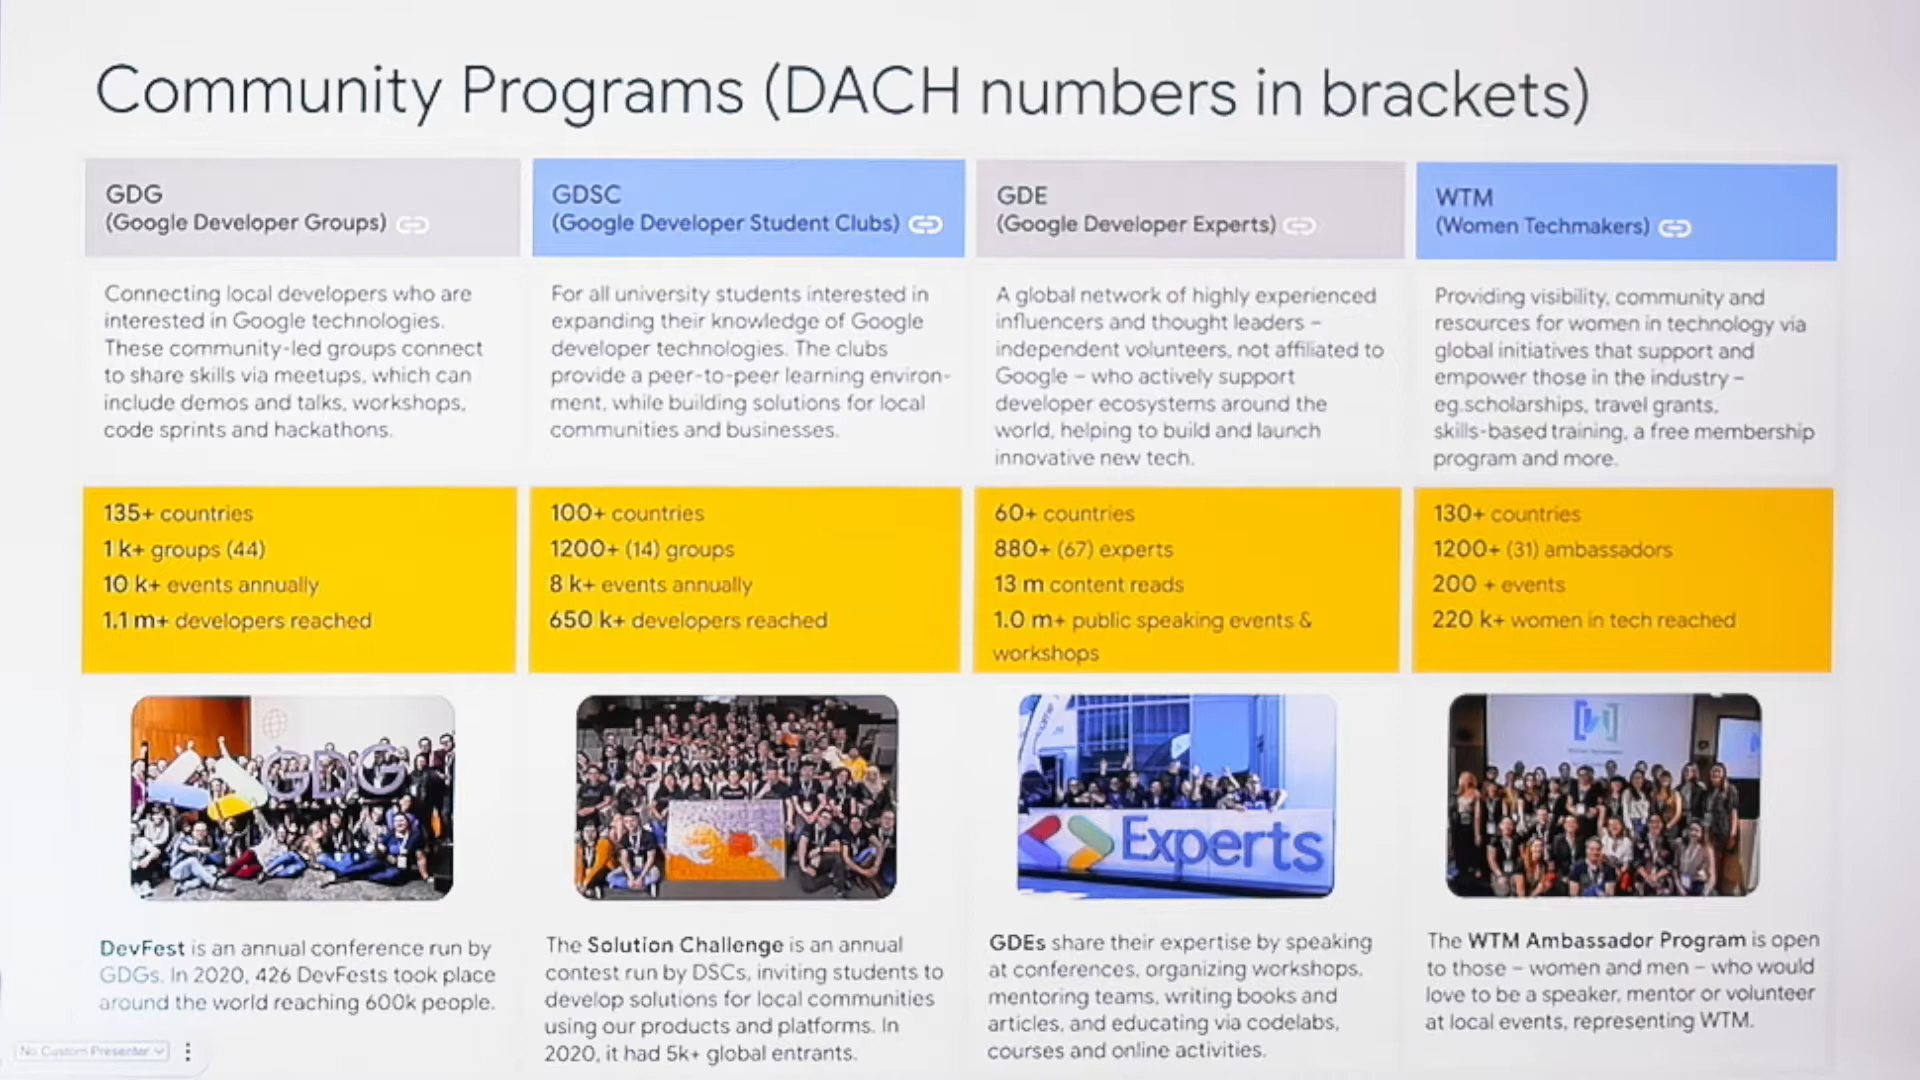 Community Programs (DACH numbers in brackets)
GDG
(Google Developer Groups)
Connecting local developers who are
interested in Google technologies.
These community-led groups connect
to share skills via meetups, which can
include demos and talks, workshops,
code sprints and hackathons.
135+ countries
1 k+ groups (44)
10 k+ events annually
1.1 m+ developers reached
GDG
DevFest is an annual conference run by
GDGs. In 2020, 426 DevFests took place
around the world reaching 600k people.
GDSC
(Google Developer Student Clubs)
For all university students interested in
expanding their knowledge of Google
developer technologies. The clubs
provide a peer-to-peer learning environ-
ment, while building solutions for local
communities and businesses.
100+ countries
1200+ (14) groups
8 k+ events annually
650 k+ developers reached
The Solution Challenge is an annual
contest run by DSCs, inviting students to
develop solutions for local communities
using our products and platforms. In
2020, it had 5k+ global entrants.
GDE
(Google Developer Experts)
A global network of highly experienced
influencers and thought leaders –
independent volunteers, not affiliated to
Google – who actively support
developer ecosystems around the
world, helping to build and launch
innovative new tech.
60+ countries
880+ (67) experts
13 m content reads
1.0 m+ public speaking events &
workshops
Experts
GDEs share their expertise by speaking
at conferences, organizing workshops,
mentoring teams, writing books and
articles, and educating via codelabs,
courses and online activities.
WTM
(Women Techmakers)
Providing visibility, community and
resources for women in technology via
global initiatives that support and
empower those in the industry –
eg.scholarships, travel grants,
skills-based training, a free membership
program and more.
130+ countries
1200+ (31) ambassadors
200 + events
220 k+ women in tech reached
The WTM Ambassador Program is open
to those – women and men – who would
love to be a speaker, mentor or volunteer
at local events, representing WTM.
No Custom Presenter